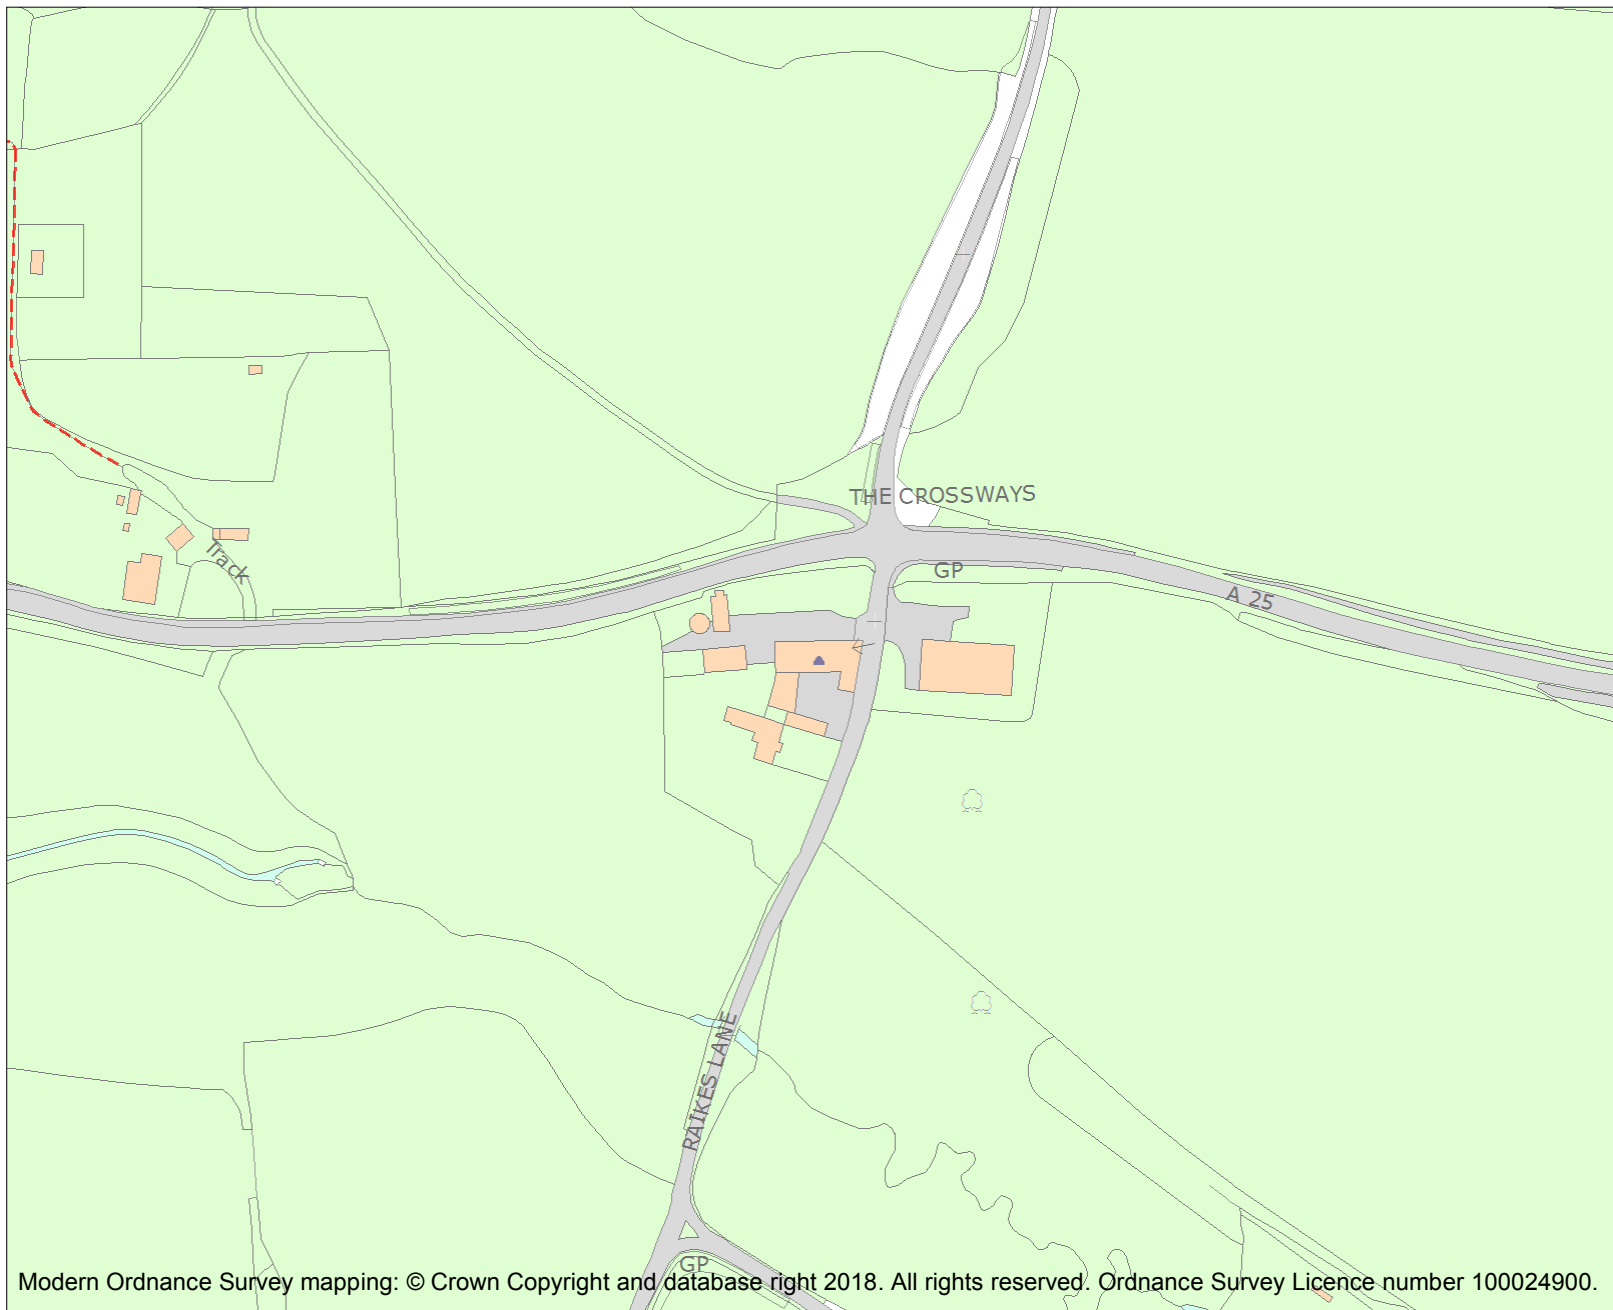 THE CROSSWAYS
Track
GP
A 25
RAIKES LANE
GP
Modern Ordnance Survey mapping: © Crown Copyright and database right 2018. All rights reserved. Ordnance Survey Licence number 100024900.